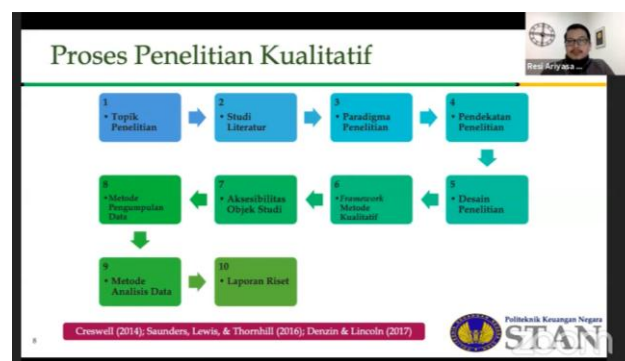 Proses Penelitian Kualitatif
Resi Ariyasa ...
1
• Topik
Penelitian
2
• Studi
Literatur
3
• Paradigma
Penelitian
4
• Pendekatan
Penelitian
5
• Desain
Penelitian
6
• Framework
Metode
Kualitatif
7
• Aksesibilitas
Objek Studi
8
• Metode
Pengumpulan
Data
9
• Metode
Analisis Data
10
• Laporan Riset
Creswell (2014); Saunders, Lewis, & Thornhill (2016); Denzin & Lincoln (2017)
8
Politeknik Keuangan Negara
STAN
zoom